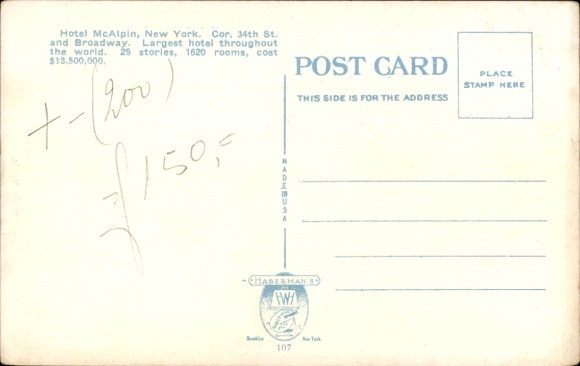 Hotel McAlpin, New York. Cor. 34th St.
and Broadway. Largest hotel throughout
the world. 25 stories, 1620 rooms, cost
$13,500,000.
+-(200)
150,=
POST CARD
THIS SIDE IS FOR THE ADDRESS
PLACE
STAMP HERE
MADE IN USA
HABERMAN'S
Brooklyn New York
107